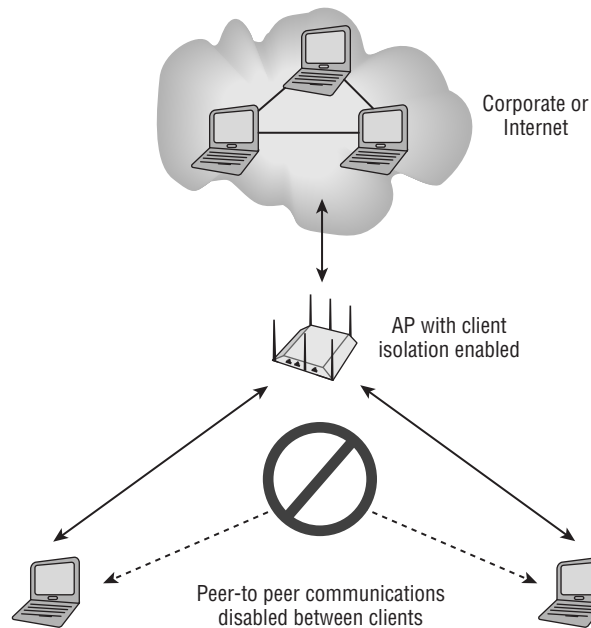 Corporate or
Internet
AP with client
isolation enabled
Peer-to peer communications
disabled between clients